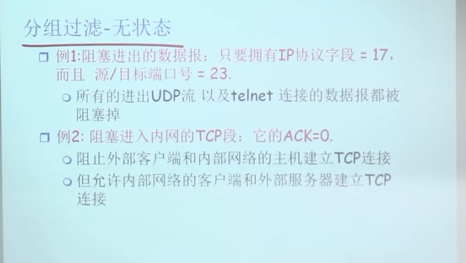 分组过滤-无状态
例1:阻塞进出的数据报：只要拥有IP协议字段 = 17，
而且 源/目标端口号 = 23.
所有的进出UDP流 以及telnet 连接的数据报都被
阻塞掉
例2: 阻塞进入内网的TCP段：它的ACK=0.
阻止外部客户端和内部网络的主机建立TCP连接
但允许内部网络的客户端和外部服务器建立TCP
连接